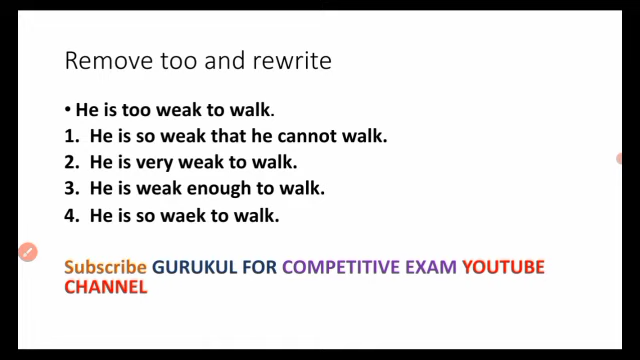 Remove too and rewrite
• He is too weak to walk.
1. He is so weak that he cannot walk.
2. He is very weak to walk.
3. He is weak enough to walk.
4. He is so waek to walk.
Subscribe GURUKUL FOR COMPETITIVE EXAM YOUTUBE
CHANNEL